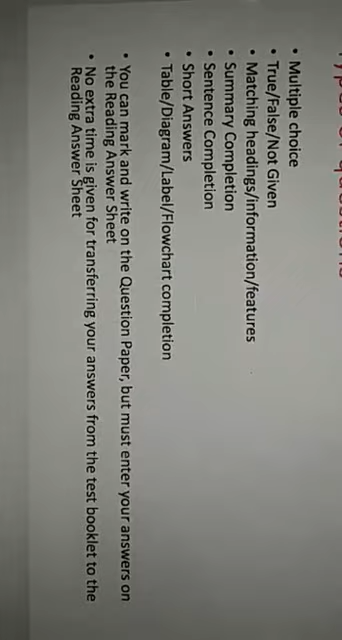 Types of questions
• Multiple choice
• True/False/Not Given
• Matching headings/information/features
• Summary Completion
• Sentence Completion
• Short Answers
• Table/Diagram/Label/Flowchart completion
• You can mark and write on the Question Paper, but must enter your answers on
the Reading Answer Sheet
• No extra time is given for transferring your answers from the test booklet to the
Reading Answer Sheet